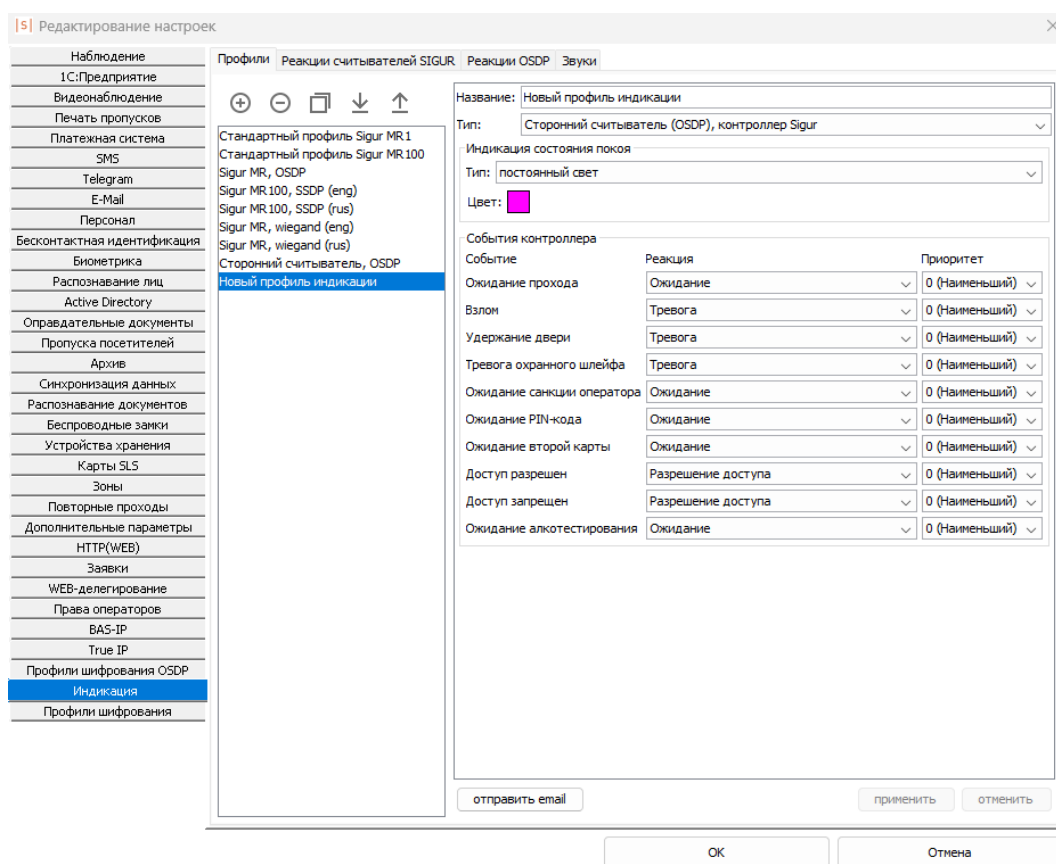 |S| Редактирование настроек
Наблюдение
1С:Предприятие
Видеонаблюдение
Печать пропусков
Платежная система
SMS
Telegram
E-Mail
Персонал
Бесконтактная идентификация
Биометрика
Распознавание лиц
Active Directory
Оправдательные документы
Пропуска посетителей
Архив
Синхронизация данных
Распознавание документов
Беспроводные замки
Устройства хранения
Карты SLS
Зоны
Повторные проходы
Дополнительные параметры
HTTP(WEB)
Заявки
WEB-делегирование
Права операторов
BAS-IP
True IP
Профили шифрования OSDP
Индикация
Профили шифрования
Профили Реакции считывателей SIGUR Реакции OSDP Звуки
Стандартный профиль Sigur MR1
Стандартный профиль Sigur MR100
Sigur MR, OSDP
Sigur MR100, SSDP (eng)
Sigur MR100, SSDP (rus)
Sigur MR, wiegand (eng)
Sigur MR, wiegand (rus)
Сторонний считыватель, OSDP
Новый профиль индикации
Название: Новый профиль индикации
Тип: Сторонний считыватель (OSDP), контроллер Sigur
Индикация состояния покоя
Тип: постоянный свет
Цвет:
События контроллера
Событие Реакция Приоритет
Ожидание прохода Ожидание 0 (Наименьший)
Взлом Тревога 0 (Наименьший)
Удержание двери Тревога 0 (Наименьший)
Тревога охранного шлейфа Тревога 0 (Наименьший)
Ожидание санкции оператора Ожидание 0 (Наименьший)
Ожидание PIN-кода Ожидание 0 (Наименьший)
Ожидание второй карты Ожидание 0 (Наименьший)
Доступ разрешен Разрешение доступа 0 (Наименьший)
Доступ запрещен Разрешение доступа 0 (Наименьший)
Ожидание алкотестирования Ожидание 0 (Наименьший)
отправить email применить отменить
ОК Отмена